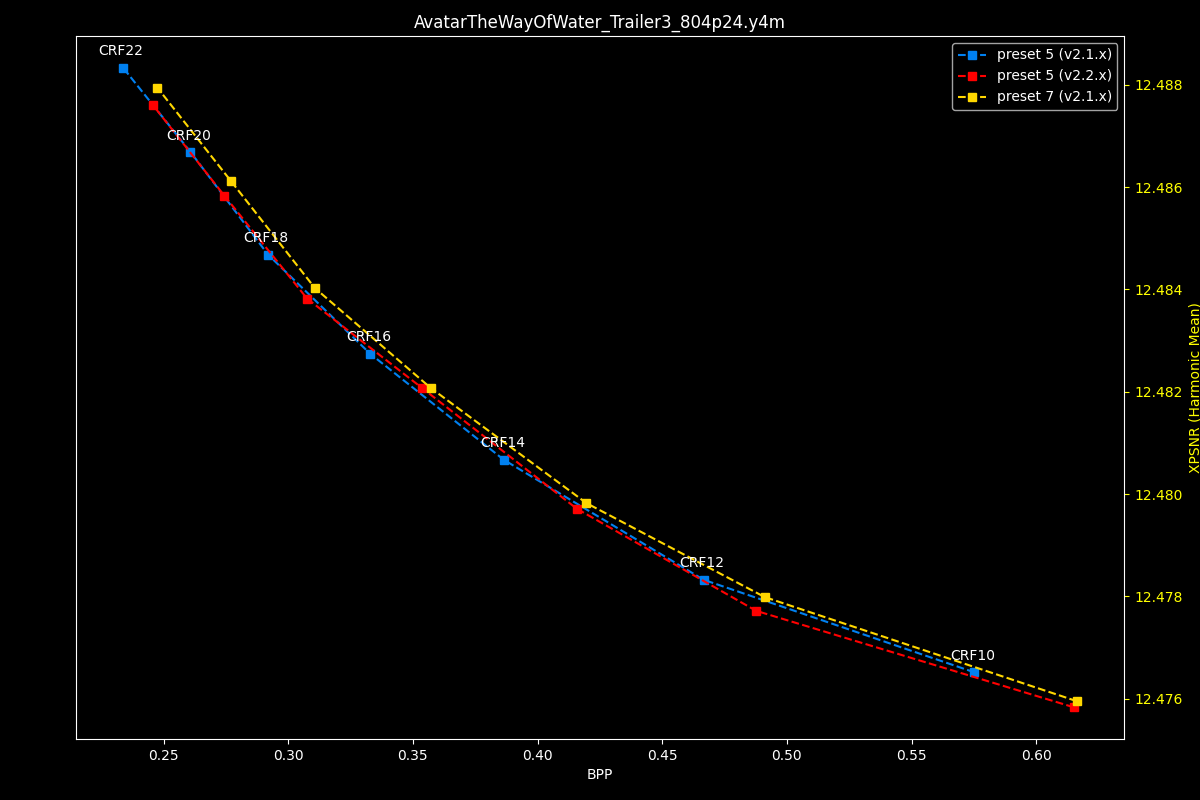 AvatarTheWayOfWater_Trailer3_804p24.y4m
CRF22
CRF20
CRF18
CRF16
CRF14
CRF12
CRF10
preset 5 (v2.1.x)
preset 5 (v2.2.x)
preset 7 (v2.1.x)
12.488
12.486
12.484
12.482
12.480
12.478
12.476
XPSNR (Harmonic Mean)
0.25 0.30 0.35 0.40 0.45 0.50 0.55 0.60
BPP